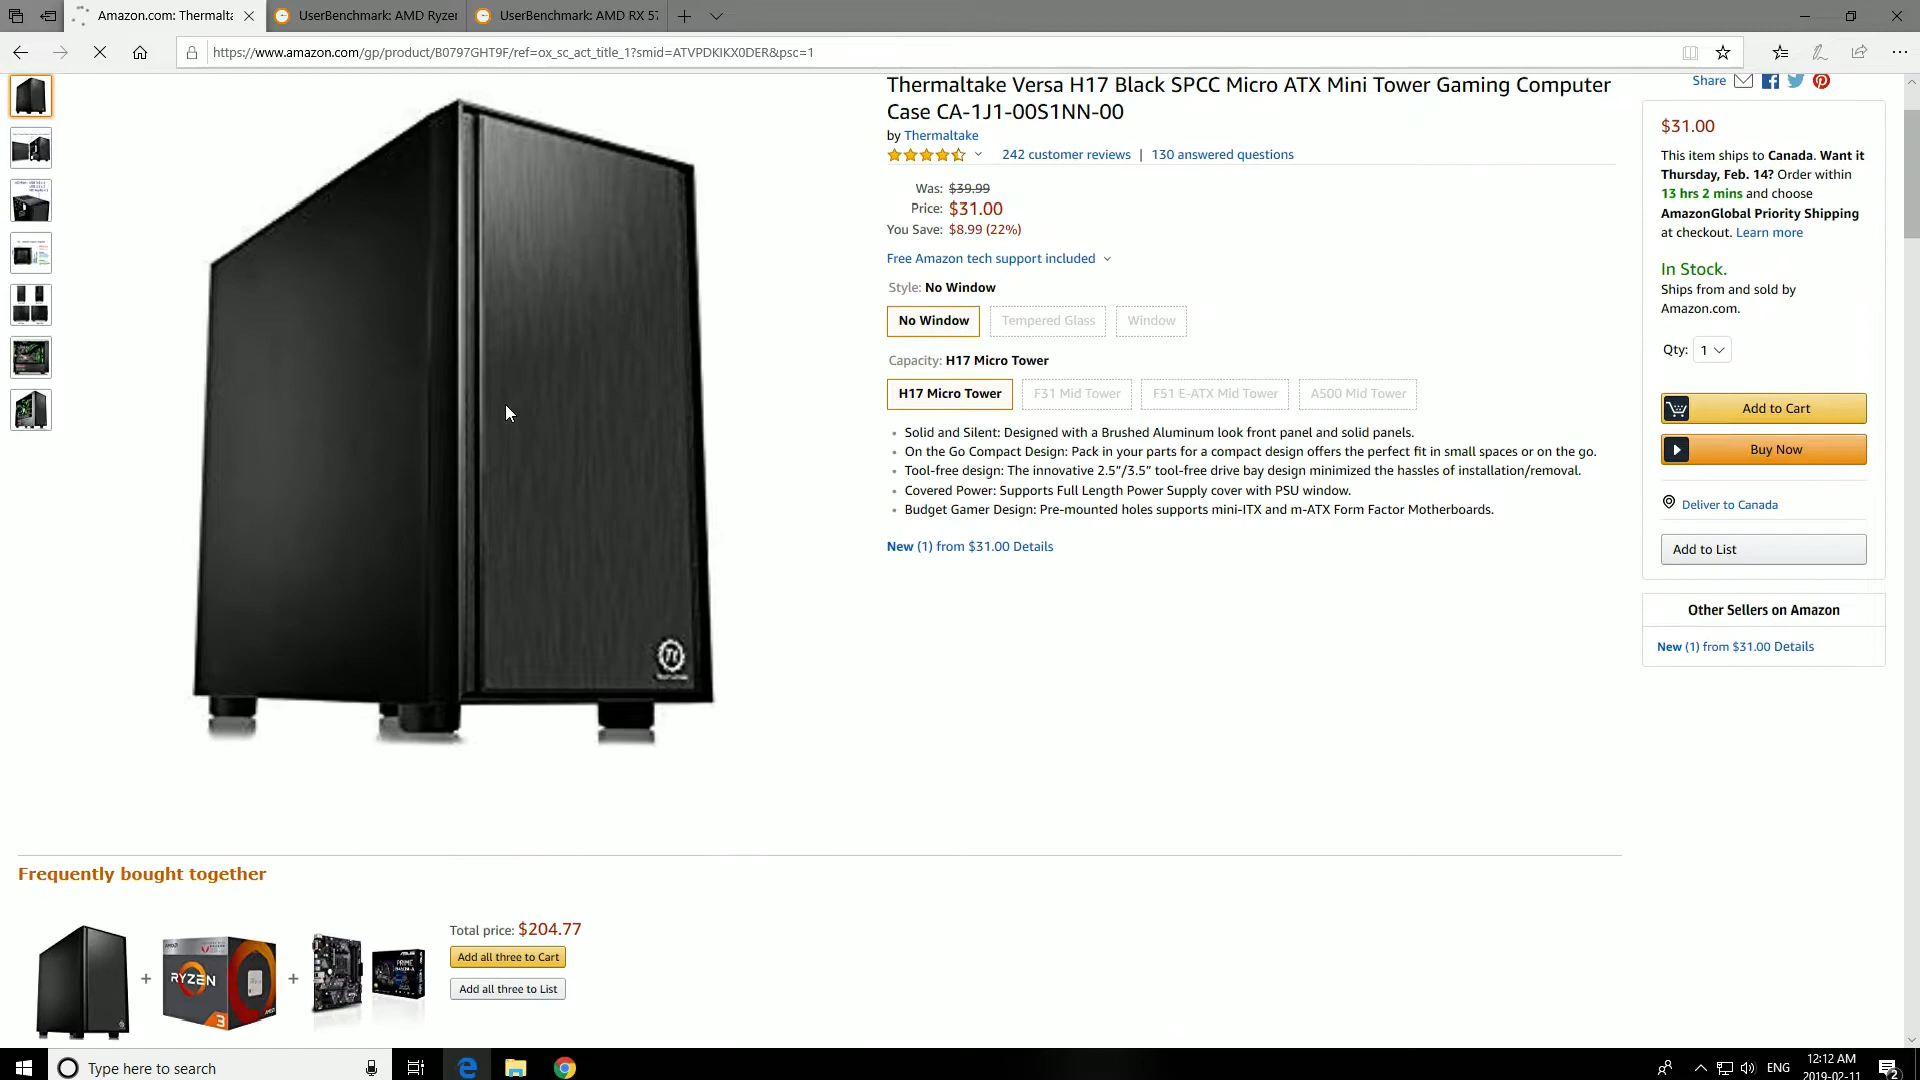 Amazon.com: Thermalta
UserBenchmark: AMD Ryzen
UserBenchmark: AMD RX 57
https://www.amazon.com/gp/product/B0797GHT9F/ref=ox_sc_act_title_1?smid=ATVPDKIKX0DER&psc=1
Thermaltake Versa H17 Black SPCC Micro ATX Mini Tower Gaming Computer
Case CA-1J1-00S1NN-00
by Thermaltake
242 customer reviews | 130 answered questions
Was: $39.99
Price: $31.00
You Save: $8.99 (22%)
Free Amazon tech support included
Style: No Window
No Window Tempered Glass Window
Capacity: H17 Micro Tower
H17 Micro Tower F31 Mid Tower F51 E-ATX Mid Tower A500 Mid Tower
• Solid and Silent: Designed with a Brushed Aluminum look front panel and solid panels.
• On the Go Compact Design: Pack in your parts for a compact design offers the perfect fit in small spaces or on the go.
• Tool-free design: The innovative 2.5”/3.5” tool-free drive bay design minimized the hassles of installation/removal.
• Covered Power: Supports Full Length Power Supply cover with PSU window.
• Budget Gamer Design: Pre-mounted holes supports mini-ITX and m-ATX Form Factor Motherboards.
New (1) from $31.00 Details
Share
$31.00
This item ships to Canada. Want it
Thursday, Feb. 14? Order within
13 hrs 2 mins and choose
AmazonGlobal Priority Shipping
at checkout. Learn more
In Stock.
Ships from and sold by
Amazon.com.
Qty: 1
Add to Cart
Buy Now
Deliver to Canada
Add to List
Other Sellers on Amazon
New (1) from $31.00 Details
Frequently bought together
AMD
RYZEN
3
+
+
PRIME
Total price: $204.77
Add all three to Cart
Add all three to List
Type here to search
ENG
12:12 AM
2019-02-11
2